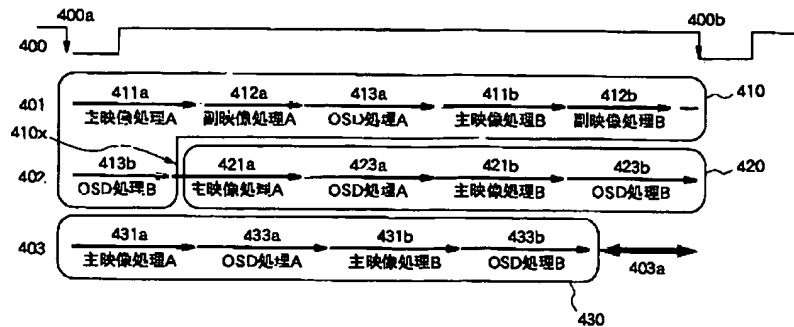 400a
400b
400
411a 412a 413a 411b 412b 410
401
主映像処理A 副映像処理A OSD処理A 主映像処理B 副映像処理B
410x
413b 421a 423a 421b 423b 420
402
OSD処理B 主映像処理A OSD処理A 主映像処理B OSD処理B
431a 433a 431b 433b
403
主映像処理A OSD処理A 主映像処理B OSD処理B 403a
430